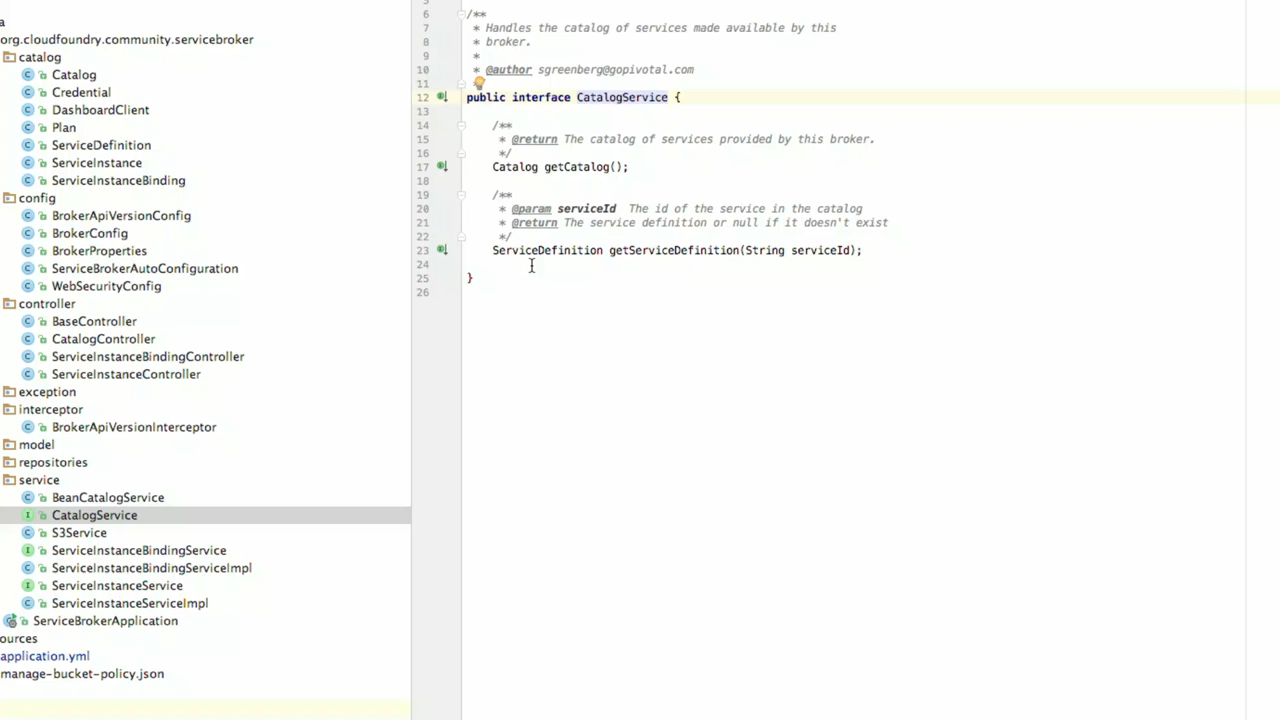 a
org.cloudfoundry.community.servicebroker
catalog
Catalog
Credential
DashboardClient
Plan
ServiceDefinition
ServiceInstance
ServiceInstanceBinding
config
BrokerApiVersionConfig
BrokerConfig
BrokerProperties
ServiceBrokerAutoConfiguration
WebSecurityConfig
controller
BaseController
CatalogController
ServiceInstanceBindingController
ServiceInstanceController
exception
interceptor
BrokerApiVersionInterceptor
model
repositories
service
BeanCatalogService
CatalogService
S3Service
ServiceInstanceBindingService
ServiceInstanceBindingServiceImpl
ServiceInstanceService
ServiceInstanceServiceImpl
ServiceBrokerApplication
ources
application.yml
manage-bucket-policy.json
6 /**
7 * Handles the catalog of services made available by this
8 * broker.
9 *
10 * @author sgreenberg@gopivotal.com
11
12 public interface CatalogService {
13
14 /**
15 * @return The catalog of services provided by this broker.
16 */
17 Catalog getCatalog();
18
19 /**
20 * @param serviceId The id of the service in the catalog
21 * @return The service definition or null if it doesn't exist
22 */
23 ServiceDefinition getServiceDefinition(String serviceId);
24
25 }
26